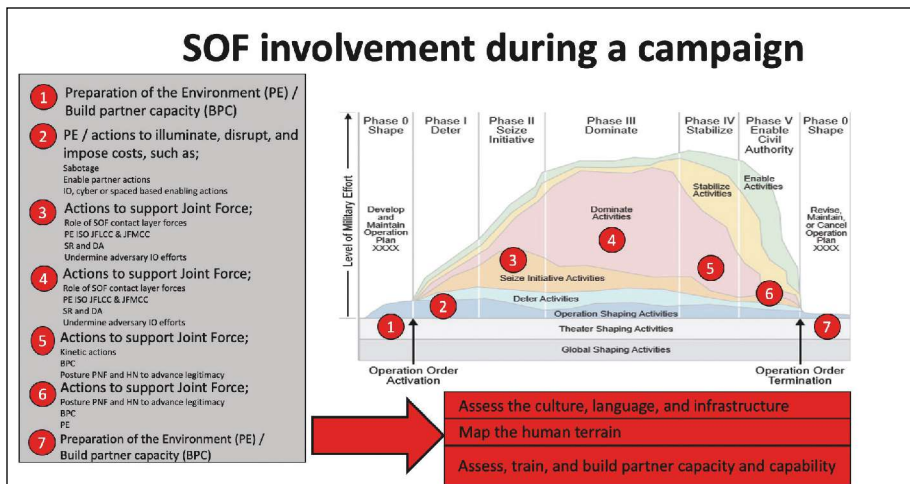 SOF involvement during a campaign
1
Preparation of the Environment (PE) /
Build partner capacity (BPC)
2
PE / actions to illuminate, disrupt, and
impose costs, such as;
Sabotage
Enable partner actions
IO, cyber or spaced based enabling actions
3
Actions to support Joint Force;
Role of SOF contact layer forces
PE ISO JFLCC & JFMCC
SR and DA
Undermine adversary IO efforts
4
Actions to support Joint Force;
Role of SOF contact layer forces
PE ISO JFLCC & JFMCC
SR and DA
Undermine adversary IO efforts
5
Actions to support Joint Force;
Kinetic actions
BPC
Posture PNF and HN to advance legitimacy
6
Actions to support Joint Force;
Posture PNF and HN to advance legitimacy
BPC
PE
7
Preparation of the Environment (PE) /
Build partner capacity (BPC)
Level of Military Effort
Phase 0
Shape
Phase I
Deter
Phase II
Seize
Initiative
Phase III
Dominate
Phase IV
Stabilize
Phase V
Enable
Civil
Authority
Phase 0
Shape
Develop
and
Maintain
Operation
Plan
XXXX
Dominate
Activities
4
Stabilize
Activities
Enable
Activities
Revise,
Maintain,
or Cancel
Operation
Plan
XXXX
3
5
Seize Initiative Activities
6
2
Deter Activities
Operation Shaping Activities
1
Theater Shaping Activities
7
Global Shaping Activities
Operation Order
Activation
Operation Order
Termination
Assess the culture, language, and infrastructure
Map the human terrain
Assess, train, and build partner capacity and capability